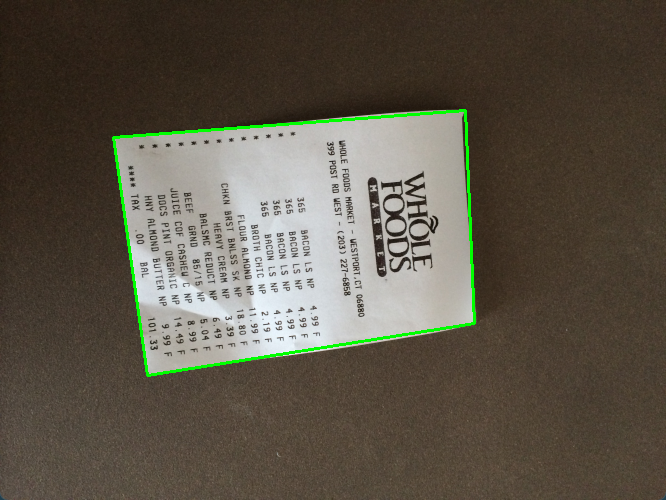 WHOLE
FOODS
MARKET
WHOLE FOODS MARKET - WESTPORT,CT 06880
399 POST RD WEST - (203) 227-6858
* 365 BACON LS NP 4.99 F
* 365 BACON LS NP 4.99 F
* 365 BACON LS NP 4.99 F
* 365 BACON LS NP 4.99 F
* BROTH CHIC NP 2.19 F
* FLOUR ALMOND NP 11.99 F
* CHKN BRST BNLSS SK NP 18.80 F
* HEAVY CREAM NP 3.39 F
* BALSMC REDUCT NP 6.49 F
* BEEF GRND 85/15 NP 5.04 F
* JUICE COF CASHEW C NP 8.99 F
* DOCS PINT ORGANIC NP 14.49 F
* HNY ALMOND BUTTER NP 9.99 F
**** TAX .00 BAL 101.33